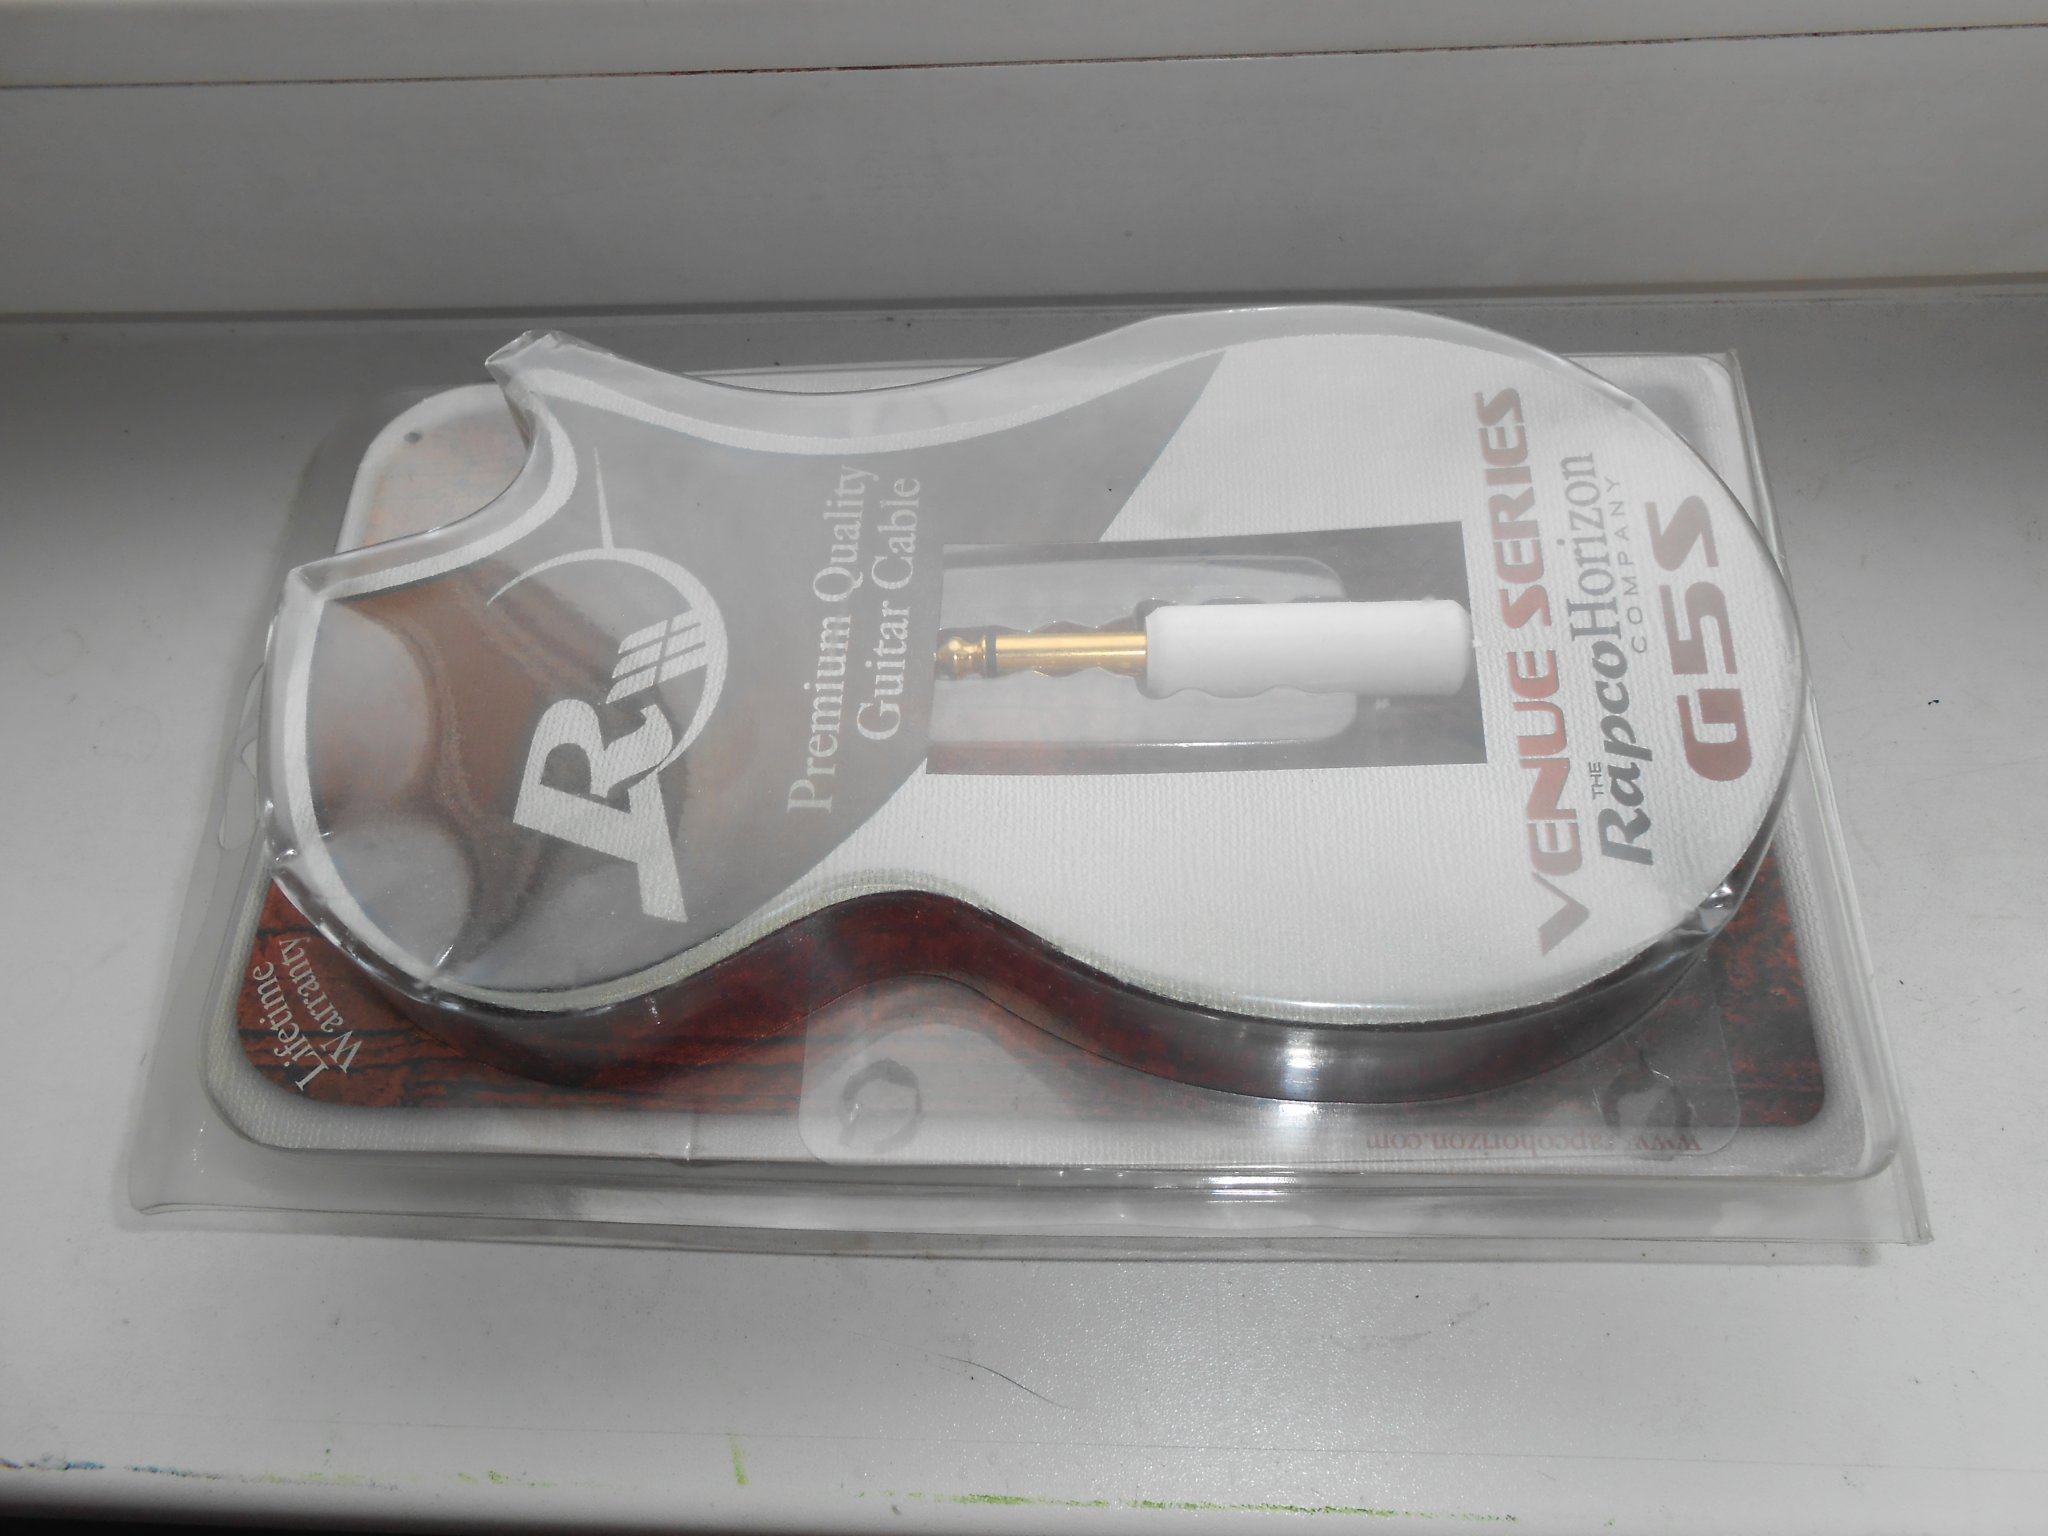 Lifetime
Warranty
R
Premium Quality
Guitar Cable
VENUE SERIES
THE RapcoHorizon
COMPANY
G5S
www.rapcohorizon.com